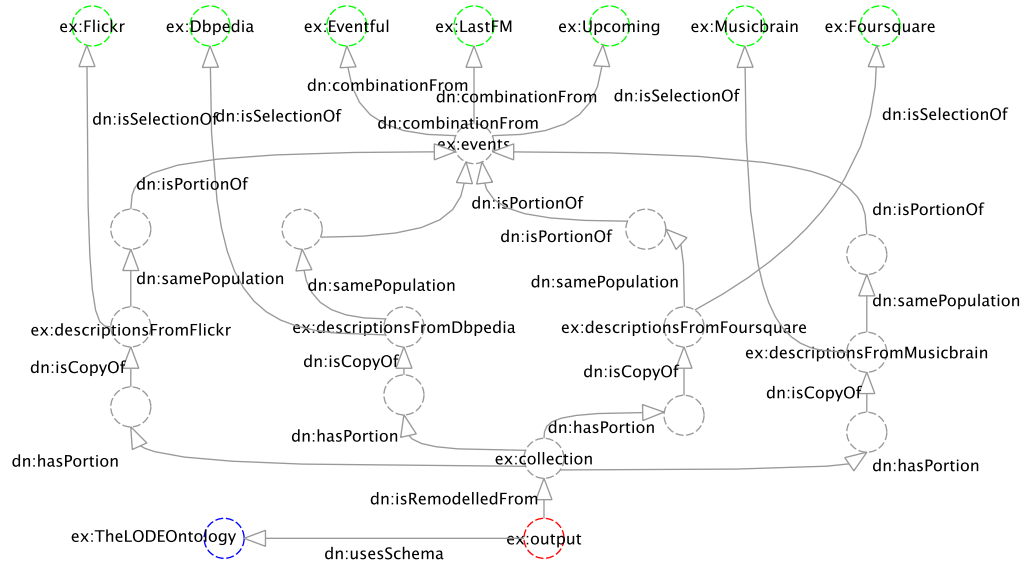 ex:Flickr
ex:Dbpedia
ex:Eventful
ex:LastFM
ex:Upcoming
ex:Musicbrain
ex:Foursquare
dn:combinationFrom
dn:combinationFrom
dn:isSelectionOf
dn:isSelectionOf
dn:isSelectionOf
dn:isSelectionOf
dn:combinationFrom
ex:events
dn:isPortionOf
dn:isPortionOf
dn:isPortionOf
dn:isPortionOf
dn:samePopulation
dn:samePopulation
dn:samePopulation
dn:samePopulation
ex:descriptionsFromFlickr
ex:descriptionsFromDbpedia
ex:descriptionsFromFoursquare
ex:descriptionsFromMusicbrain
dn:isCopyOf
dn:isCopyOf
dn:isCopyOf
dn:isCopyOf
dn:hasPortion
dn:hasPortion
dn:hasPortion
dn:hasPortion
ex:collection
dn:isRemodelledFrom
ex:TheLODEOntology
ex:output
dn:usesSchema